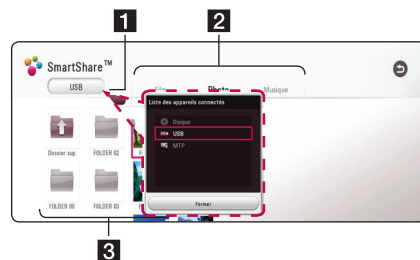 1
2
SmartShare™
USB
Film Photo Musique
Liste des appareils connectés
Disque
USB
MTP
Fermer
Dossier sup FOLDER 02 F
FOLDER 00 FOLDER 03
3